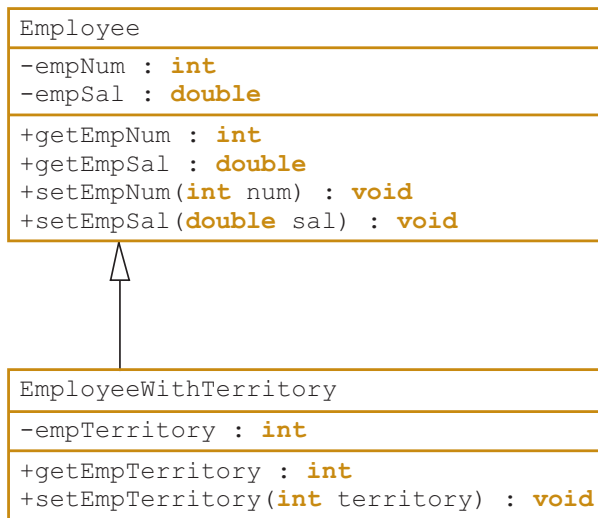 Employee
-empNum : int
-empSal : double
+getEmpNum : int
+getEmpSal : double
+setEmpNum(int num) : void
+setEmpSal(double sal) : void
EmployeeWithTerritory
-empTerritory : int
+getEmpTerritory : int
+setEmpTerritory(int territory) : void